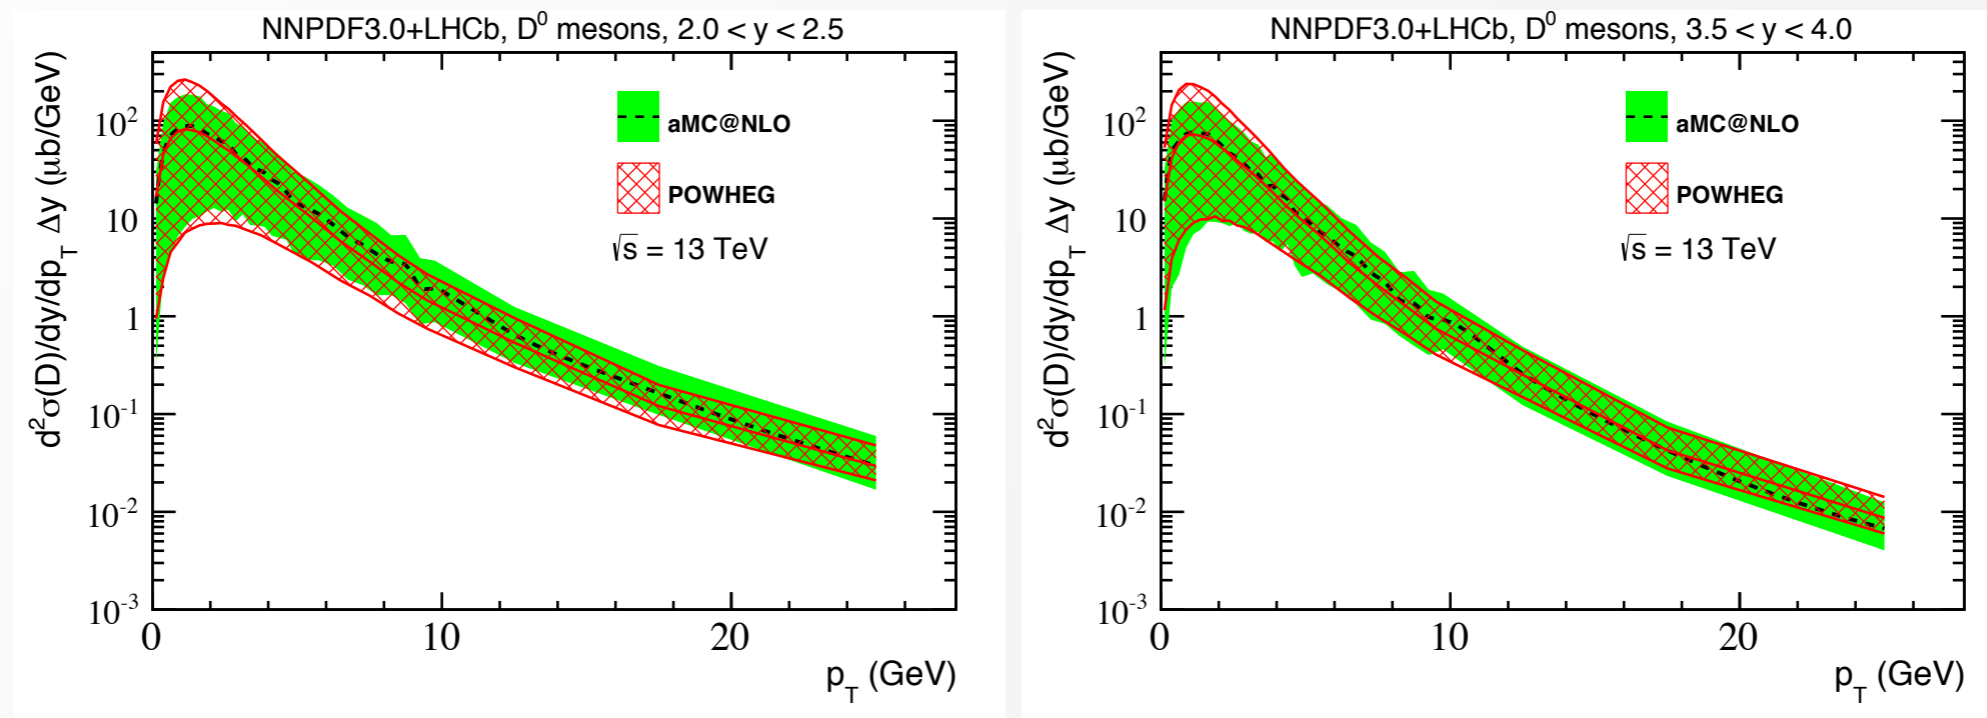 NNPDF3.0+LHCb, D⁰ mesons, 2.0 < y < 2.5
d²σ(D)/dy/dp_T Δy (μb/GeV)
10²
10
1
10⁻¹
10⁻²
10⁻³
aMC@NLO
POWHEG
√s = 13 TeV
0 10 20
p_T (GeV)
NNPDF3.0+LHCb, D⁰ mesons, 3.5 < y < 4.0
d²σ(D)/dy/dp_T Δy (μb/GeV)
10²
10
1
10⁻¹
10⁻²
10⁻³
aMC@NLO
POWHEG
√s = 13 TeV
0 10 20
p_T (GeV)